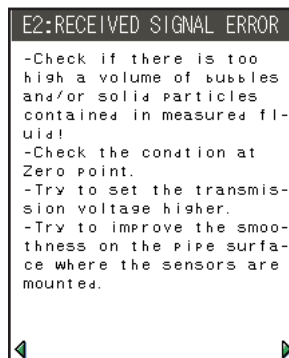 E2:RECEIVED SIGNAL ERROR
-Check if there is too
high a volume of bubbles
and/or solid particles
contained in measured fl-
uid!
-Check the condtion at
Zero point.
-Try to set the transmis-
sion voltage higher.
-Try to improve the smoo-
thness on the pipe surfa-
ce where the sensors are
mounted.